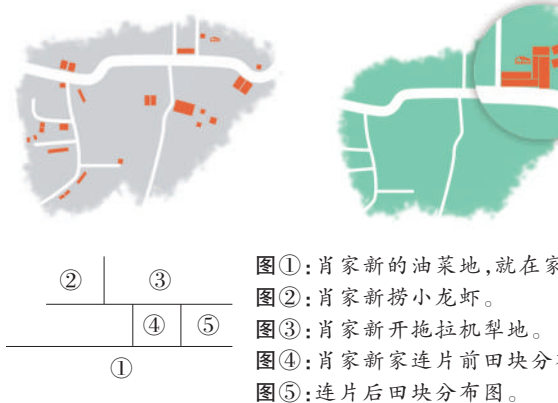 ②
③
④
⑤
①
图①:肖家新的油菜地,就在家
图②:肖家新捞小龙虾。
图③:肖家新开拖拉机犁地。
图④:肖家新家连片前田块分
图⑤:连片后田块分布图。